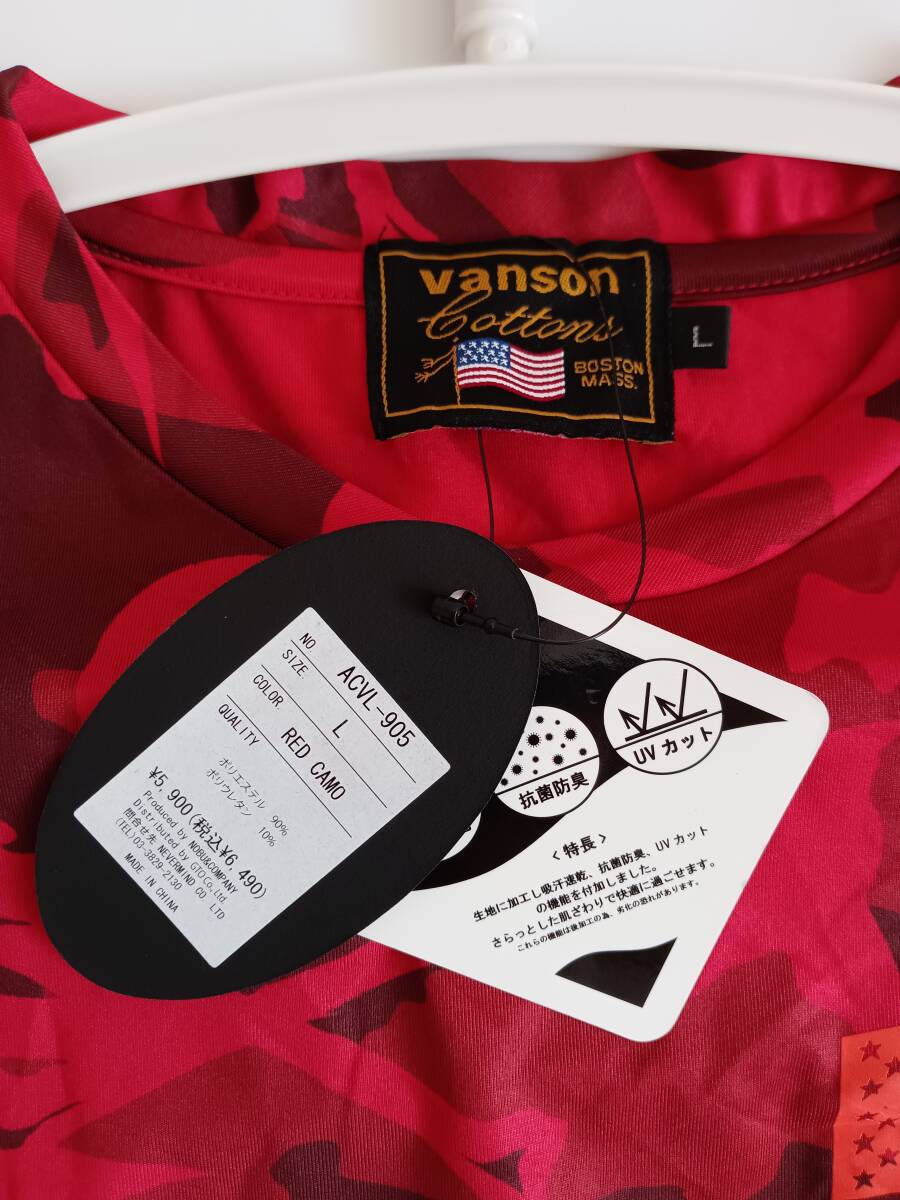 vanson
Cottons
BOSTON
MASS.
L
NO ACVL-905
SIZE L
COLOR RED CAMO
QUALITY
ポリエステル 90%
ポリウレタン 10%
¥5,900(税込¥6,490)
Produced by NOBU&COMPANY
Distributed by GTO Co.,Ltd
問合せ先 NEVERMIND CO. LTD
(TEL)03-3829-2130
MADE IN CHINA
抗菌防臭
UVカット
〈特長〉
生地に加工し吸汗速乾、抗菌防臭、UVカット
の機能を付加しました。
さらっとした肌ざわりで快適に過ごせます。
これらの機能は後加工の為、劣化の恐れがあります。